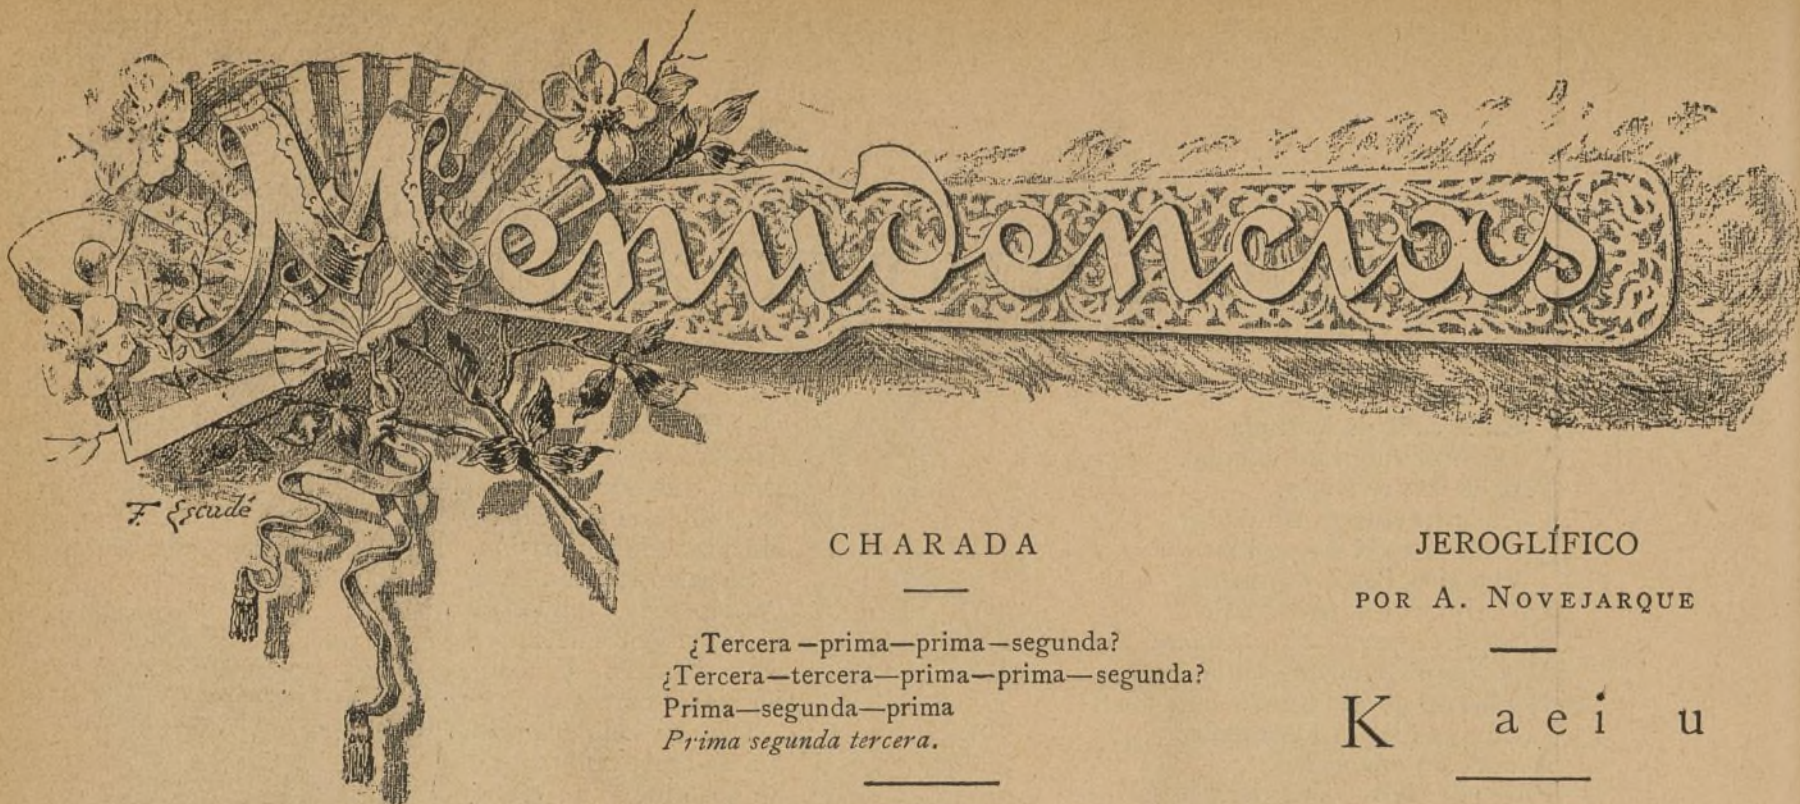 Menudencias
F. Escudé
CHARADA
¿Tercera—prima—prima—segunda?
¿Tercera—tercera—prima—prima—segunda?
Prima—segunda—prima
Prima segunda tercera.
JEROGLÍFICO
POR A. NOVEJARQUE
K a e i u